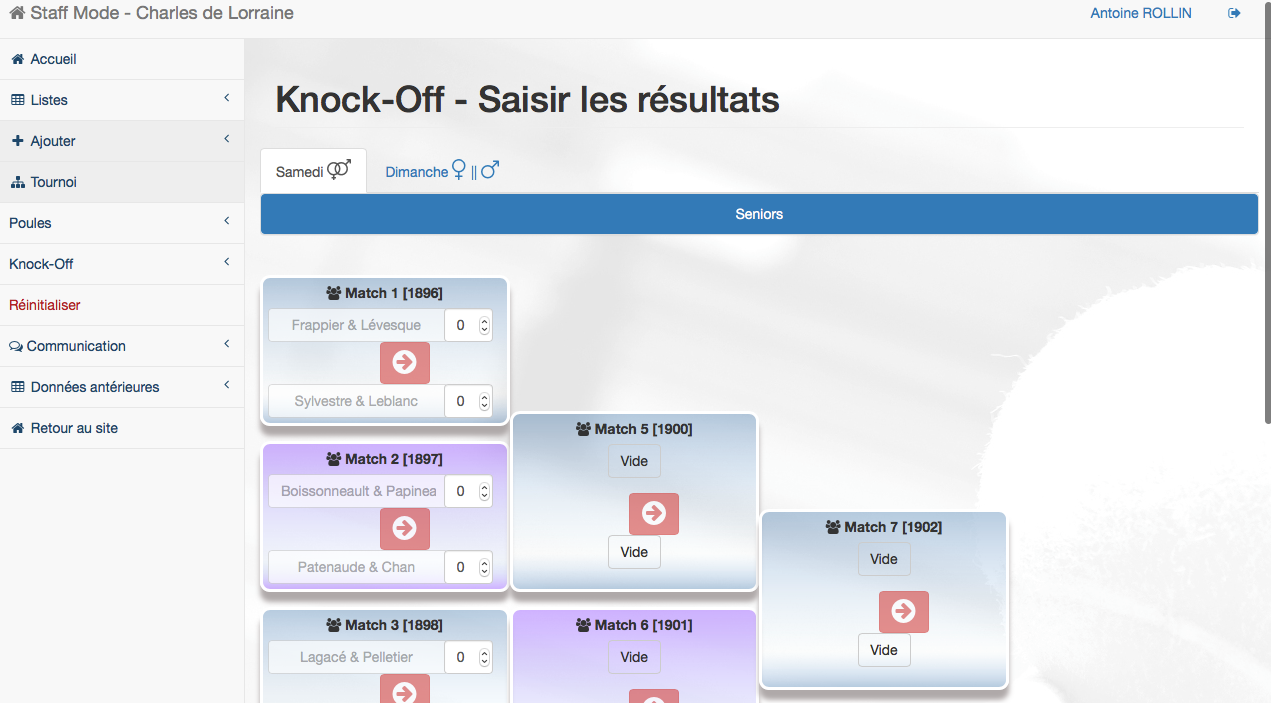 Staff Mode - Charles de Lorraine
Antoine ROLLIN
Accueil
Listes
Ajouter
Tournoi
Poules
Knock-Off
Réinitialiser
Communication
Données antérieures
Retour au site
Knock-Off - Saisir les résultats
Samedi
Dimanche ||
Seniors
Match 1 [1896]
Frappier & Lévesque 0
Sylvestre & Leblanc 0
Match 2 [1897]
Boissonneault & Papinea 0
Patenaude & Chan 0
Match 3 [1898]
Lagacé & Pelletier 0
Match 5 [1900]
Vide
Vide
Match 6 [1901]
Vide
Match 7 [1902]
Vide
Vide